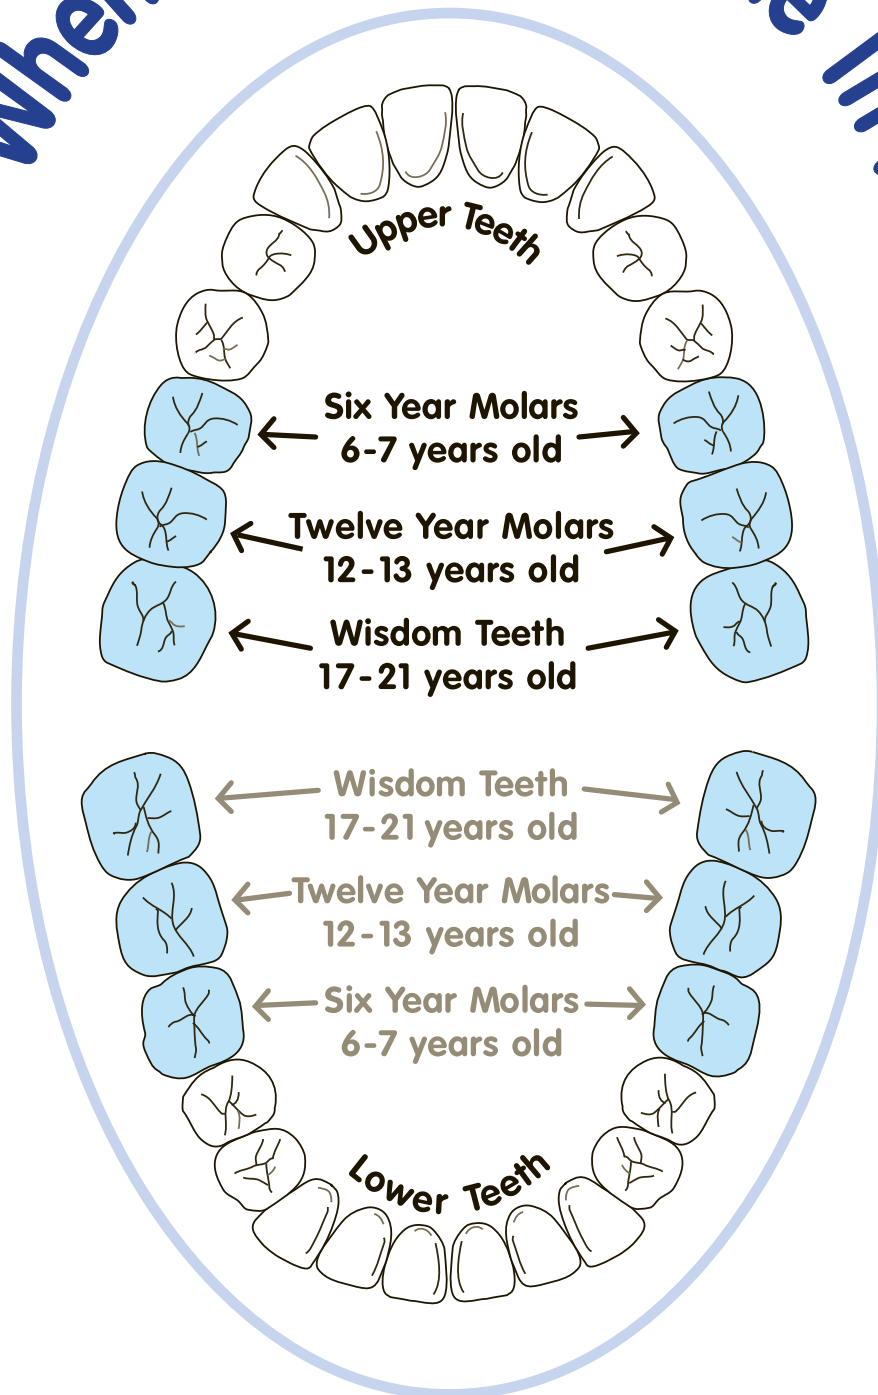 When
In
Upper Teeth
Six Year Molars
6-7 years old
Twelve Year Molars
12-13 years old
Wisdom Teeth
17-21 years old
Wisdom Teeth
17-21 years old
Twelve Year Molars
12-13 years old
Six Year Molars
6-7 years old
Lower Teeth